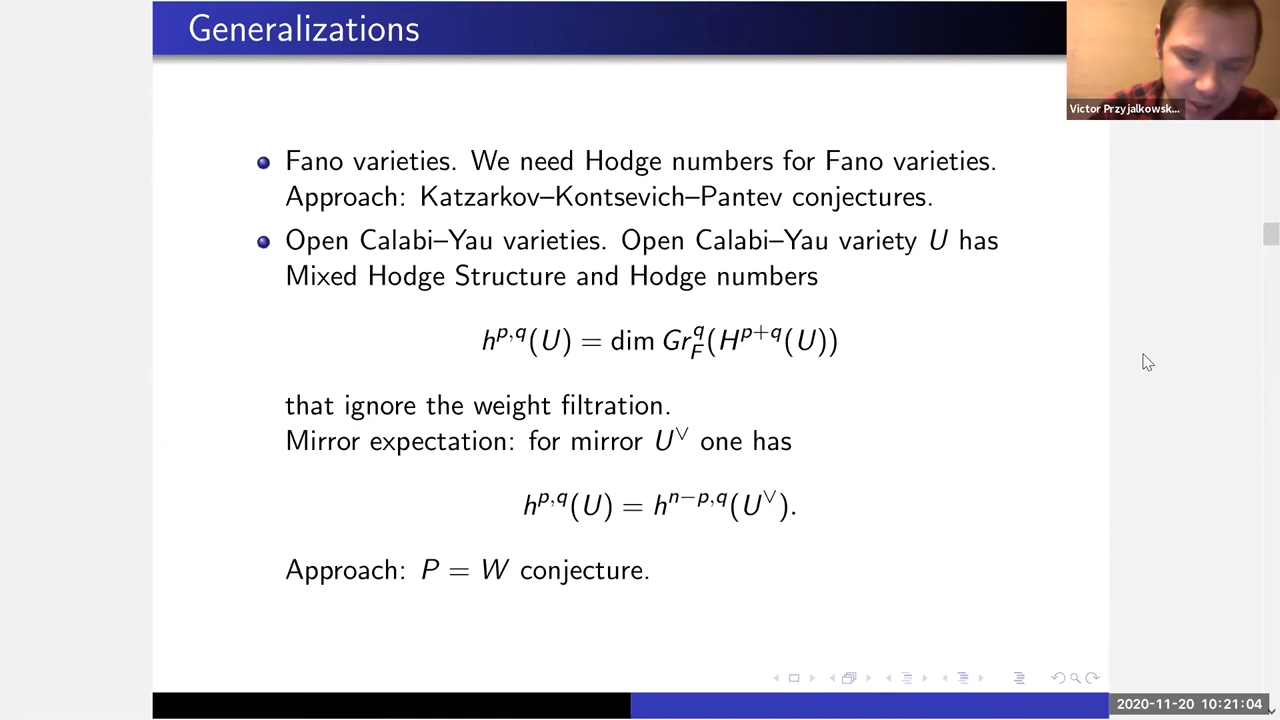 Generalizations
Victor Przyjalkowsk...
Fano varieties. We need Hodge numbers for Fano varieties.
Approach: Katzarkov–Kontsevich–Pantev conjectures.
Open Calabi–Yau varieties. Open Calabi–Yau variety U has
Mixed Hodge Structure and Hodge numbers
h^{p,q}(U) = dim Gr_F^q(H^{p+q}(U))
that ignore the weight filtration.
Mirror expectation: for mirror U^∨ one has
h^{p,q}(U) = h^{n−p,q}(U^∨).
Approach: P = W conjecture.
2020-11-20 10:21:04